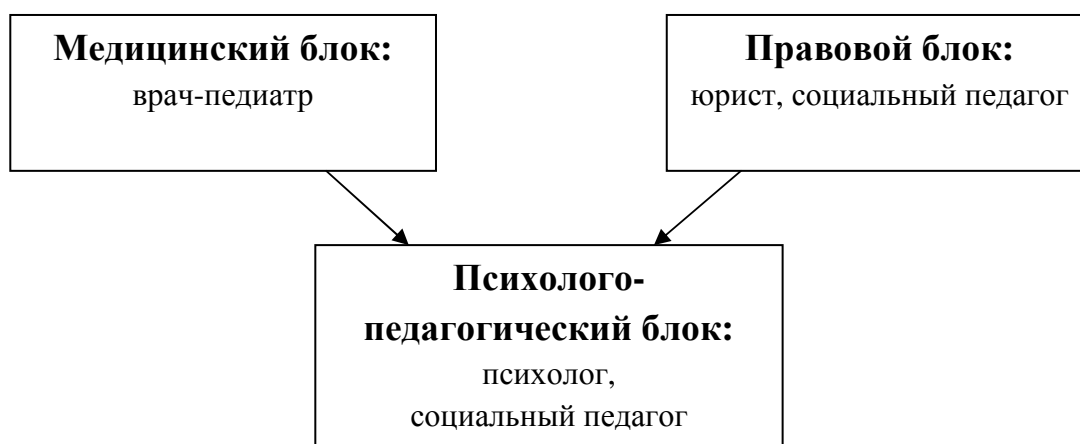 Медицинский блок:
врач-педиатр
Правовой блок:
юрист, социальный педагог
Психолого-
педагогический блок:
психолог,
социальный педагог